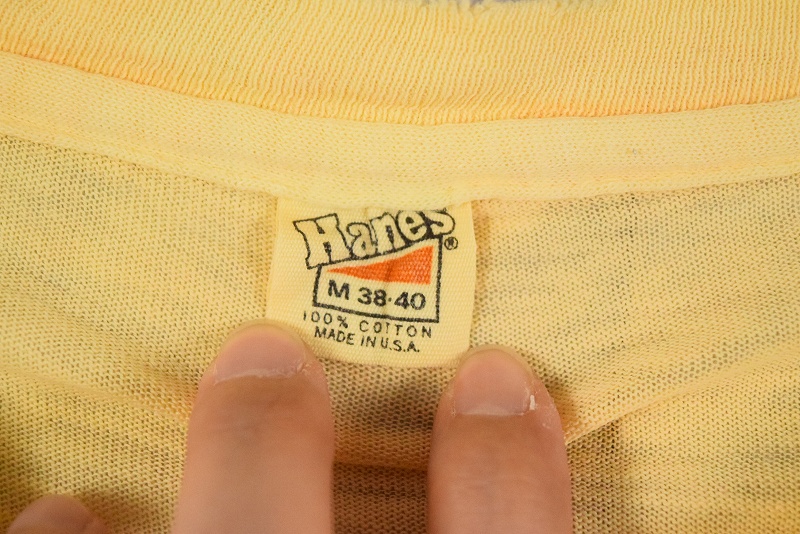 Hanes®
M 38-40
100% COTTON
MADE IN U.S.A.